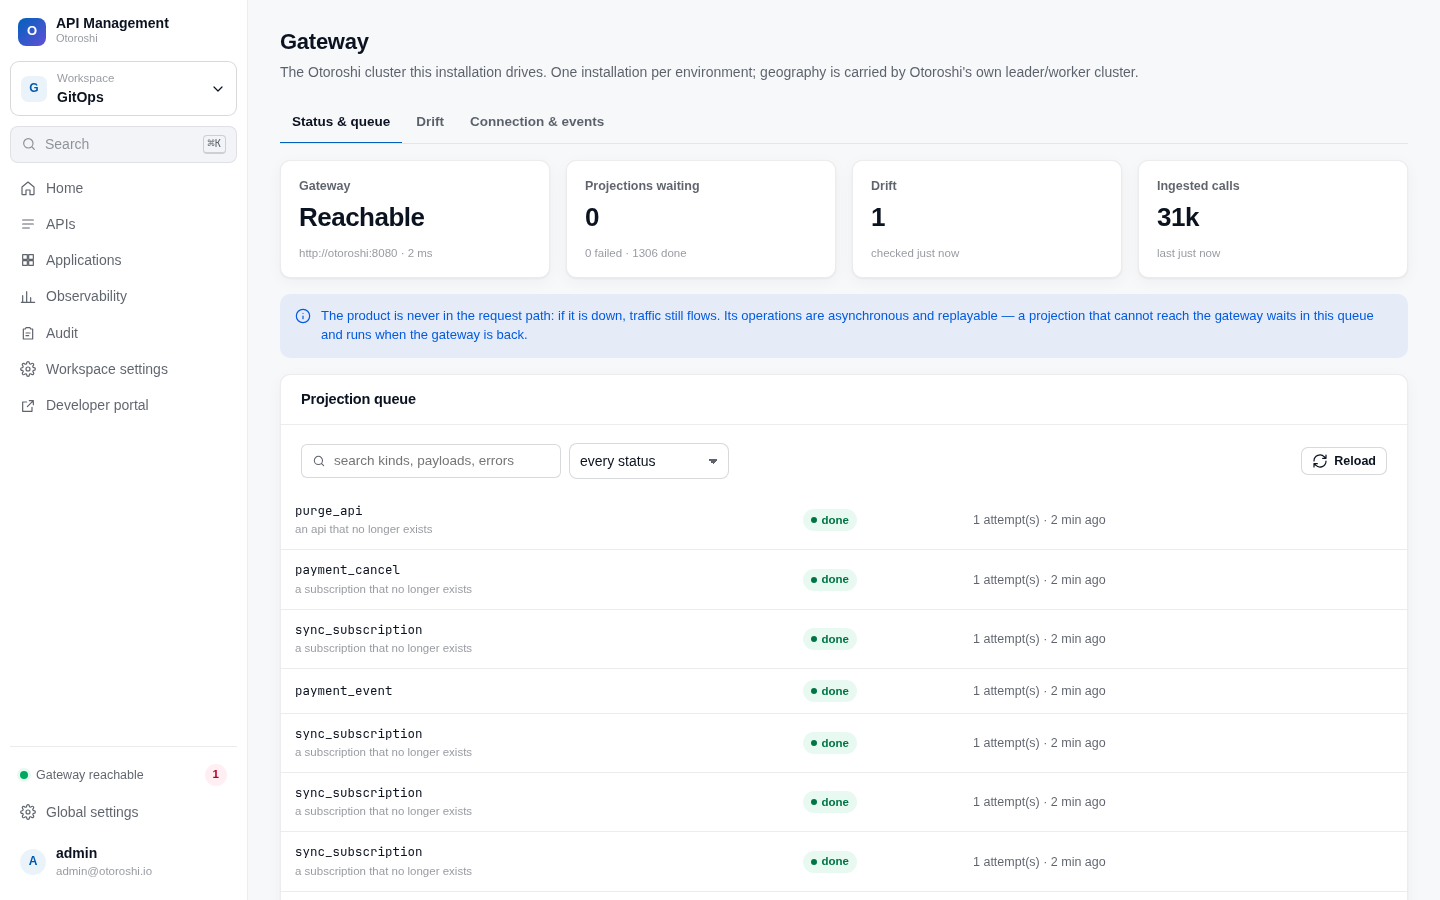 O
API Management
Otoroshi
G
Workspace
GitOps
Search
⌘K
Home
APIs
Applications
Observability
Audit
Workspace settings
Developer portal
Gateway reachable
1
Global settings
A
admin
admin@otoroshi.io
Gateway
The Otoroshi cluster this installation drives. One installation per environment; geography is carried by Otoroshi's own leader/worker cluster.
Status & queue
Drift
Connection & events
Gateway
Reachable
http://otoroshi:8080 · 2 ms
Projections waiting
0
0 failed · 1306 done
Drift
1
checked just now
Ingested calls
31k
last just now
The product is never in the request path: if it is down, traffic still flows. Its operations are asynchronous and replayable — a projection that cannot reach the gateway waits in this queue
and runs when the gateway is back.
Projection queue
search kinds, payloads, errors
every status
Reload
purge_api
an api that no longer exists
done
1 attempt(s) · 2 min ago
payment_cancel
a subscription that no longer exists
done
1 attempt(s) · 2 min ago
sync_subscription
a subscription that no longer exists
done
1 attempt(s) · 2 min ago
payment_event
done
1 attempt(s) · 2 min ago
sync_subscription
a subscription that no longer exists
done
1 attempt(s) · 2 min ago
sync_subscription
a subscription that no longer exists
done
1 attempt(s) · 2 min ago
sync_subscription
a subscription that no longer exists
done
1 attempt(s) · 2 min ago